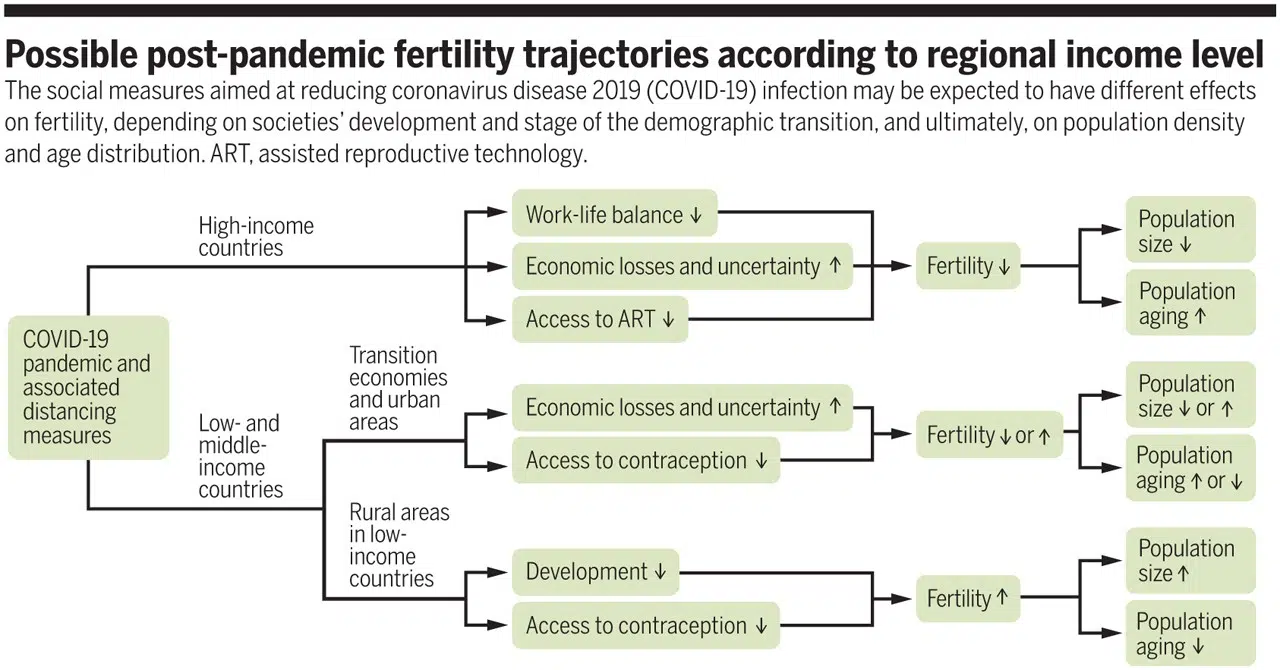 Possible post-pandemic fertility trajectories according to regional income level
The social measures aimed at reducing coronavirus disease 2019 (COVID-19) infection may be expected to have different effects
on fertility, depending on societies’ development and stage of the demographic transition, and ultimately, on population density
and age distribution. ART, assisted reproductive technology.
COVID-19
pandemic and
associated
distancing
measures
High-income
countries
Work-life balance ↓
Economic losses and uncertainty ↑
Access to ART ↓
Fertility ↓
Population
size ↓
Population
aging ↑
Low- and
middle-
income
countries
Transition
economies
and urban
areas
Economic losses and uncertainty ↑
Access to contraception ↓
Fertility ↓ or ↑
Population
size ↓ or ↑
Population
aging ↑ or ↓
Rural areas
in low-
income
countries
Development ↓
Access to contraception ↓
Fertility ↑
Population
size ↑
Population
aging ↓